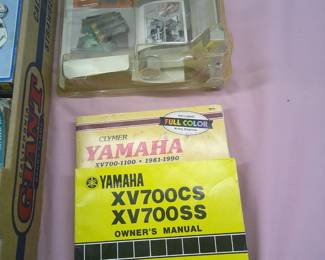 CLYMER
YAMAHA
XV700-1100 • 1981-1990
FULL COLOR
YAMAHA
XV700CS
XV700SS
OWNER'S MANUAL